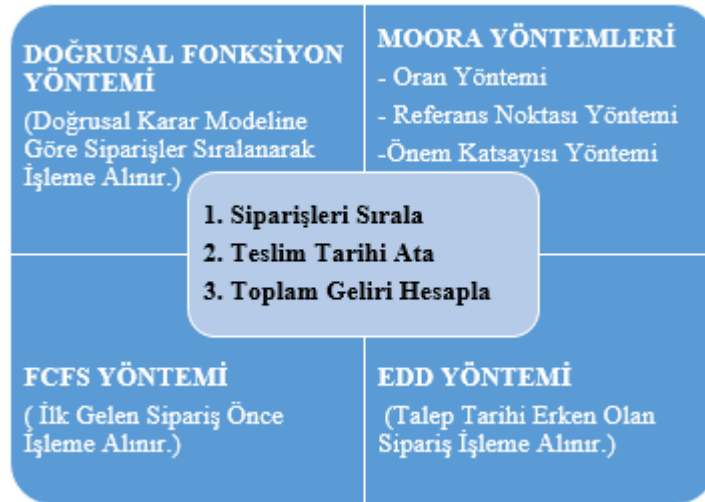 DOĞRUSAL FONKSİYON
YÖNTEMİ
(Doğrusal Karar Modeline
Göre Siparişler Sıralanarak
İşleme Alınır.)
MOORA YÖNTEMLERİ
- Oran Yöntemi
- Referans Noktası Yöntemi
-Önem Katsayısı Yöntemi
1. Siparişleri Sırala
2. Teslim Tarihi Ata
3. Toplam Geliri Hesapla
FCFS YÖNTEMİ
( İlk Gelen Sipariş Önce
İşleme Alınır.)
EDD YÖNTEMİ
(Talep Tarihi Erken Olan
Sipariş İşleme Alınır.)